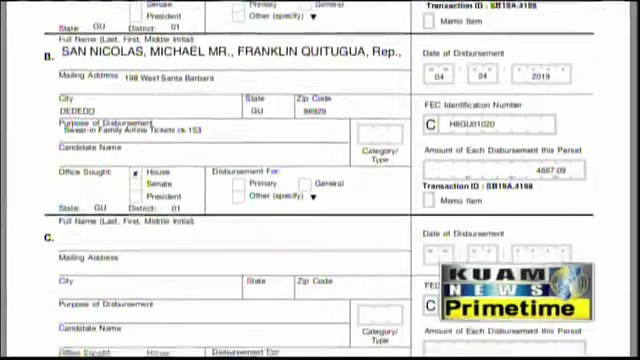 Senate
Primary
General
Transaction ID : SB19A.4198
President
Other (specify) ▼
Memo Item
State: GU District: 01
Full Name (Last, First, Middle Initial)
B. SAN NICOLAS, MICHAEL MR., FRANKLIN QUITUGUA, Rep.,
Date of Disbursement
04 24 2019
Mailing Address 198 West Santa Barbara
City State Zip Code
DEDEDO GU 96929
FEC Identification Number
C H8GU01020
Purpose of Disbursement
Swear-in Family Airline Tickets ck 153
Candidate Name
Category/
Type
Amount of Each Disbursement this Period
4667.09
Office Sought: x House
Senate
President
State: GU District: 01
Disbursement For:
Primary General
Other (specify) ▼
Transaction ID : SB19A.4198
Memo Item
Full Name (Last, First, Middle Initial)
C.
Date of Disbursement
Mailing Address
City State Zip Code
FEC
C
Purpose of Disbursement
Candidate Name
Category/
Type
Amount of Each Disbursement this Period
Office Sought: House Disbursement For:
KUAM
NEWS
Primetime